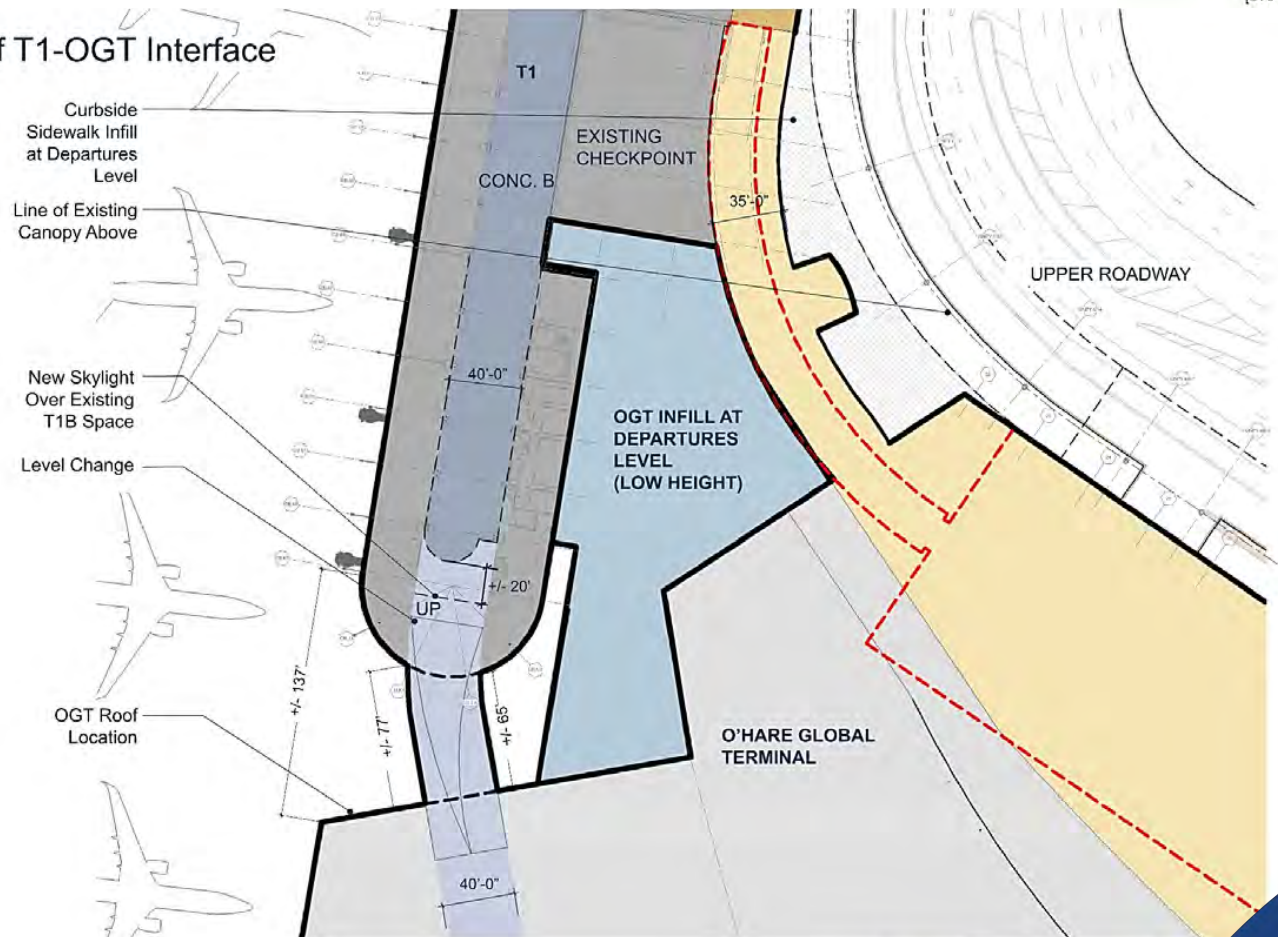 f T1-OGT Interface
Curbside
Sidewalk Infill
at Departures
Level
Line of Existing
Canopy Above
New Skylight
Over Existing
T1B Space
Level Change
OGT Roof
Location
T1
EXISTING
CHECKPOINT
CONC. B
35'-0"
UPPER ROADWAY
40'-0"
OGT INFILL AT
DEPARTURES
LEVEL
(LOW HEIGHT)
+/- 20'
UP
+/- 137'
+/- 77'
+/- 65'
O'HARE GLOBAL
TERMINAL
40'-0"